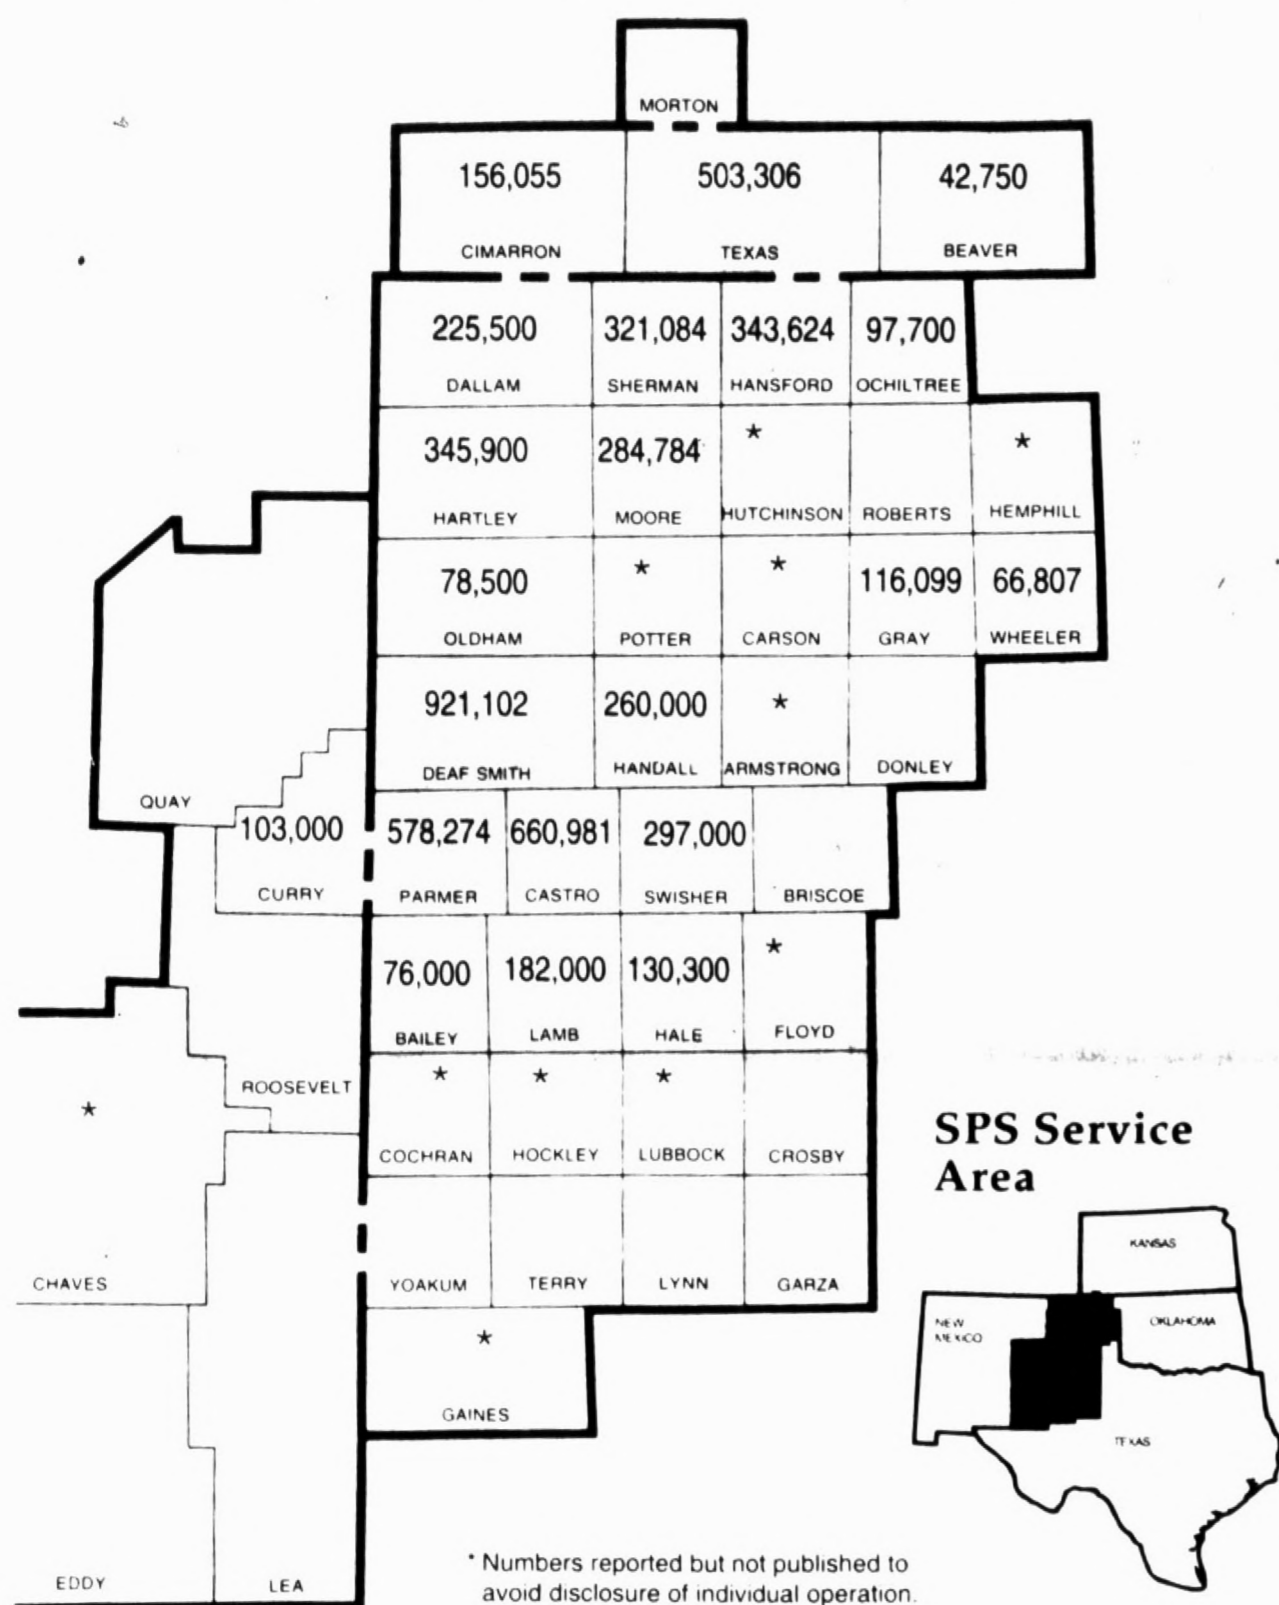 MORTON
156,055 503,306 42,750
CIMARRON TEXAS BEAVER
225,500 321,084 343,624 97,700
DALLAM SHERMAN HANSFORD OCHILTREE
345,900 284,784 * *
HARTLEY MOORE HUTCHINSON ROBERTS HEMPHILL
78,500 * * 116,099 66,807
OLDHAM POTTER CARSON GRAY WHEELER
921,102 260,000 *
DEAF SMITH HANDALL ARMSTRONG DONLEY
QUAY
103,000 578,274 660,981 297,000
CURRY PARMER CASTRO SWISHER BRISCOE
76,000 182,000 130,300 *
BAILEY LAMB HALE FLOYD
ROOSEVELT
* * * *
COCHRAN HOCKLEY LUBBOCK CROSBY
CHAVES YOAKUM TERRY LYNN GARZA
*
GAINES
EDDY LEA
SPS Service
Area
KANSAS
NEW
MEXICO
OKLAHOMA
TEXAS
* Numbers reported but not published to
avoid disclosure of individual operation.